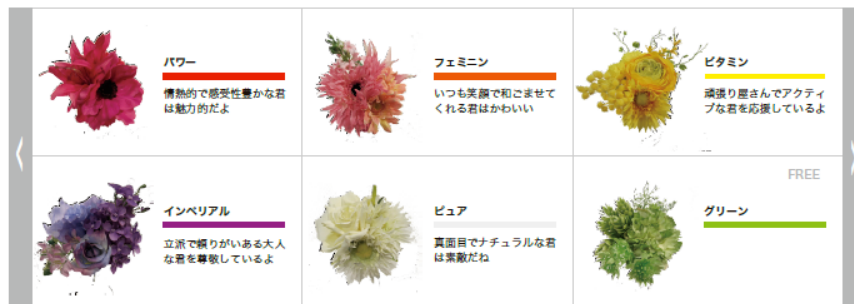 パワー
情熱的で感受性豊かな君
は魅力的だよ
フェミニン
いつも笑顔で和ごませて
くれる君はかわいい
ビタミン
頑張り屋さんでアクティ
ブな君を応援しているよ
インペリアル
立派で頼りがいある大人
な君を尊敬しているよ
ピュア
真面目でナチュラルな君
は素敵だね
FREE
グリーン